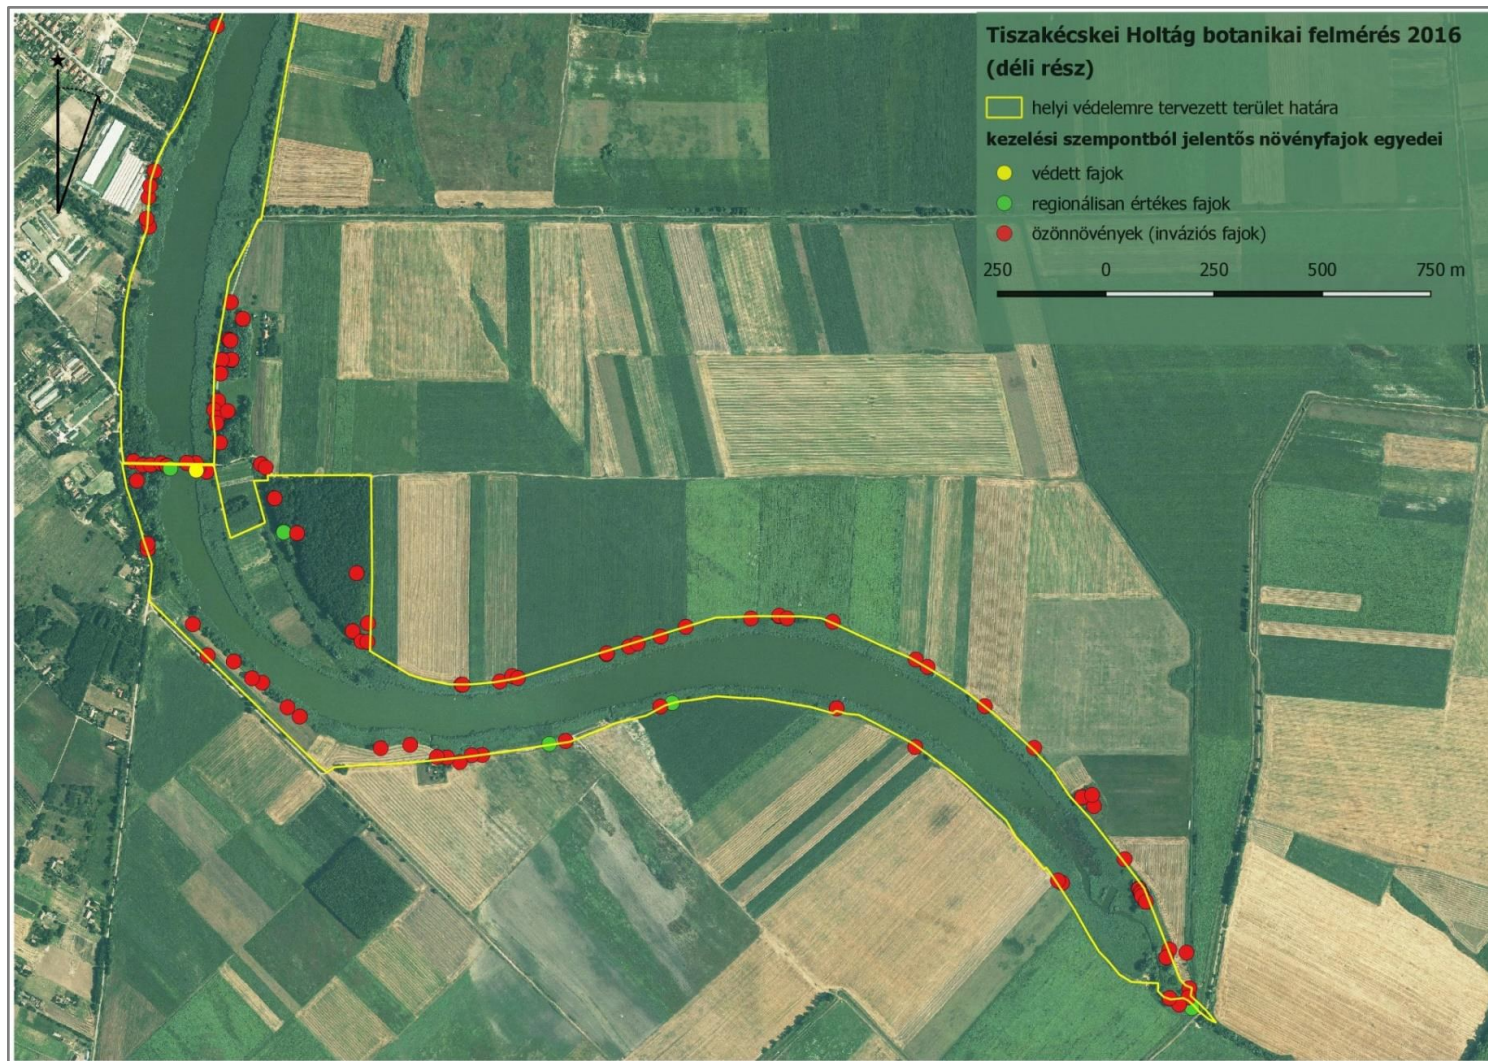 Tiszakécskei Holtág botanikai felmérés 2016
(déli rész)
helyi védelemre tervezett terület határa
kezelési szempontból jelentős növényfajok egyedei
védett fajok
regionálisan értékes fajok
özönnövények (inváziós fajok)
250 0 250 500 750 m